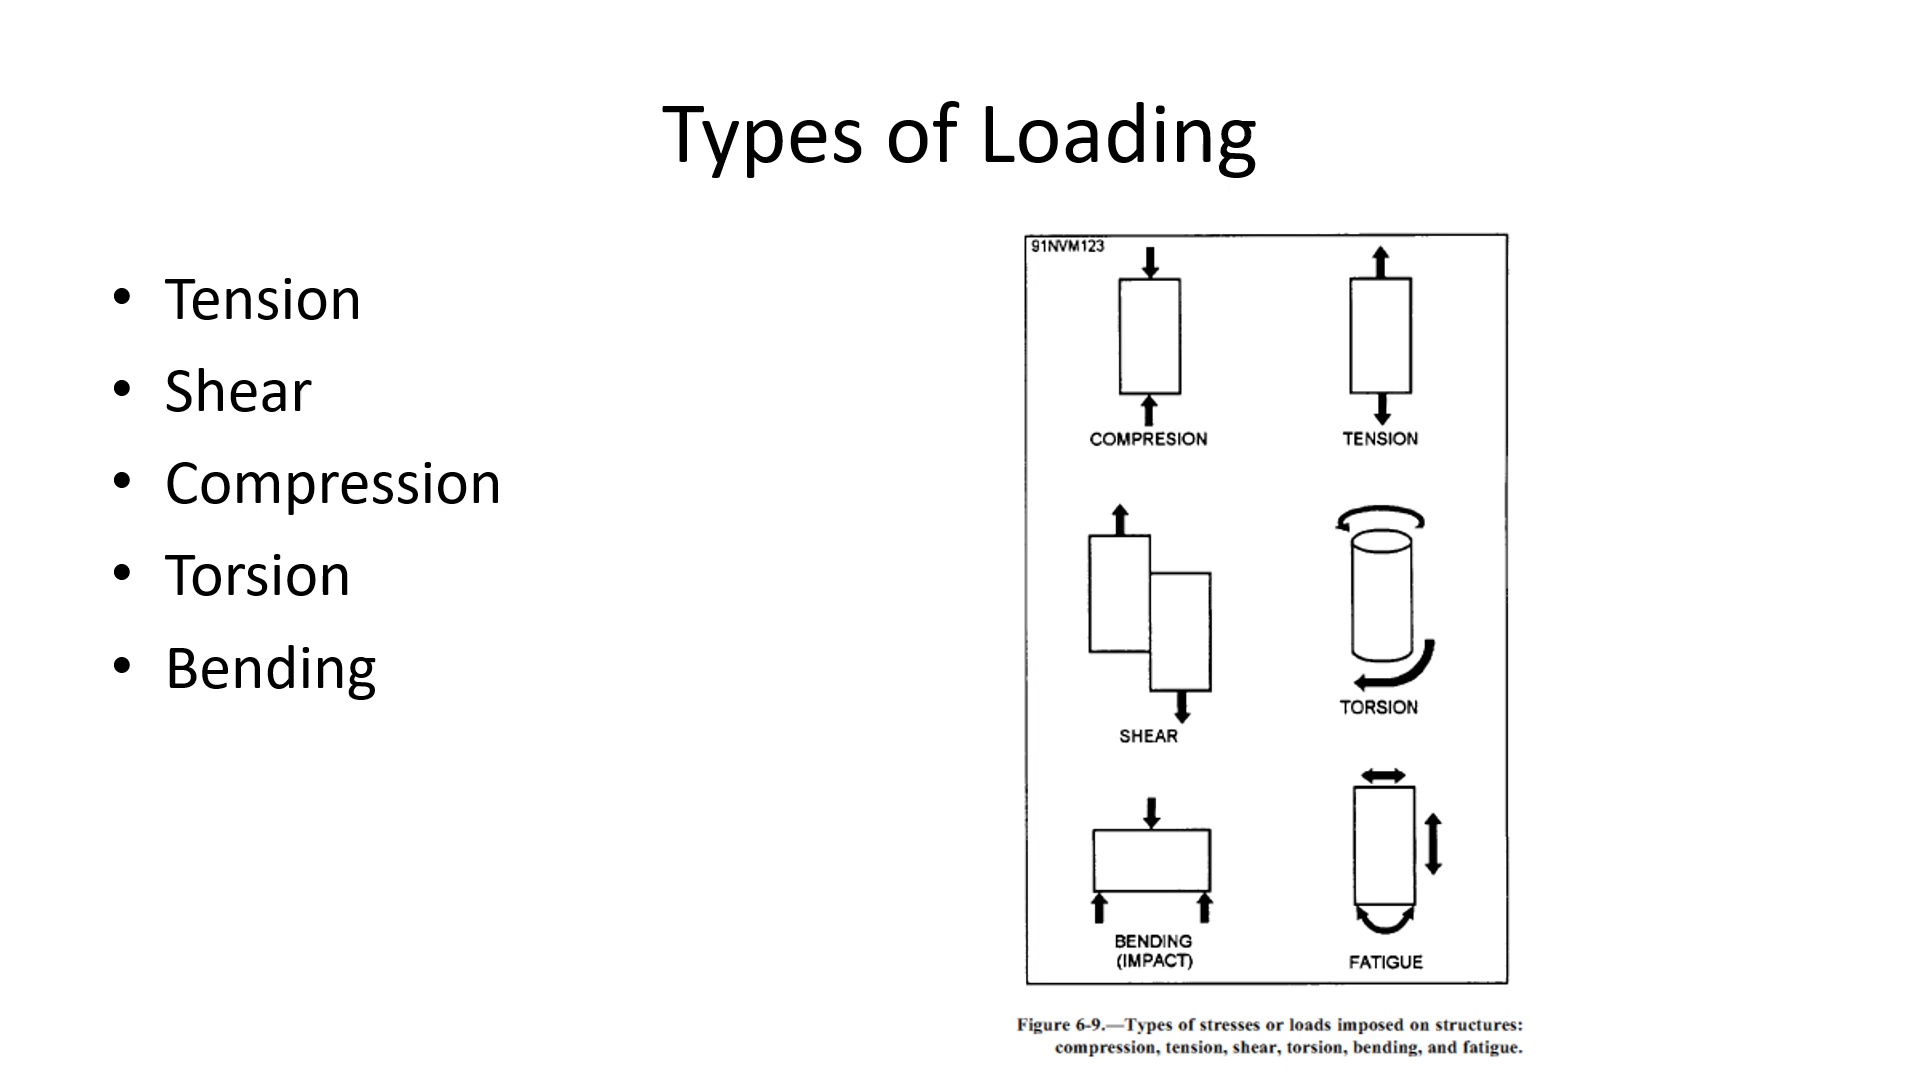 Types of Loading
• Tension
• Shear
• Compression
• Torsion
• Bending
91NVM123
COMPRESION
TENSION
SHEAR
TORSION
BENDING
(IMPACT)
FATIGUE
Figure 6-9.—Types of stresses or loads imposed on structures:
compression, tension, shear, torsion, bending, and fatigue.